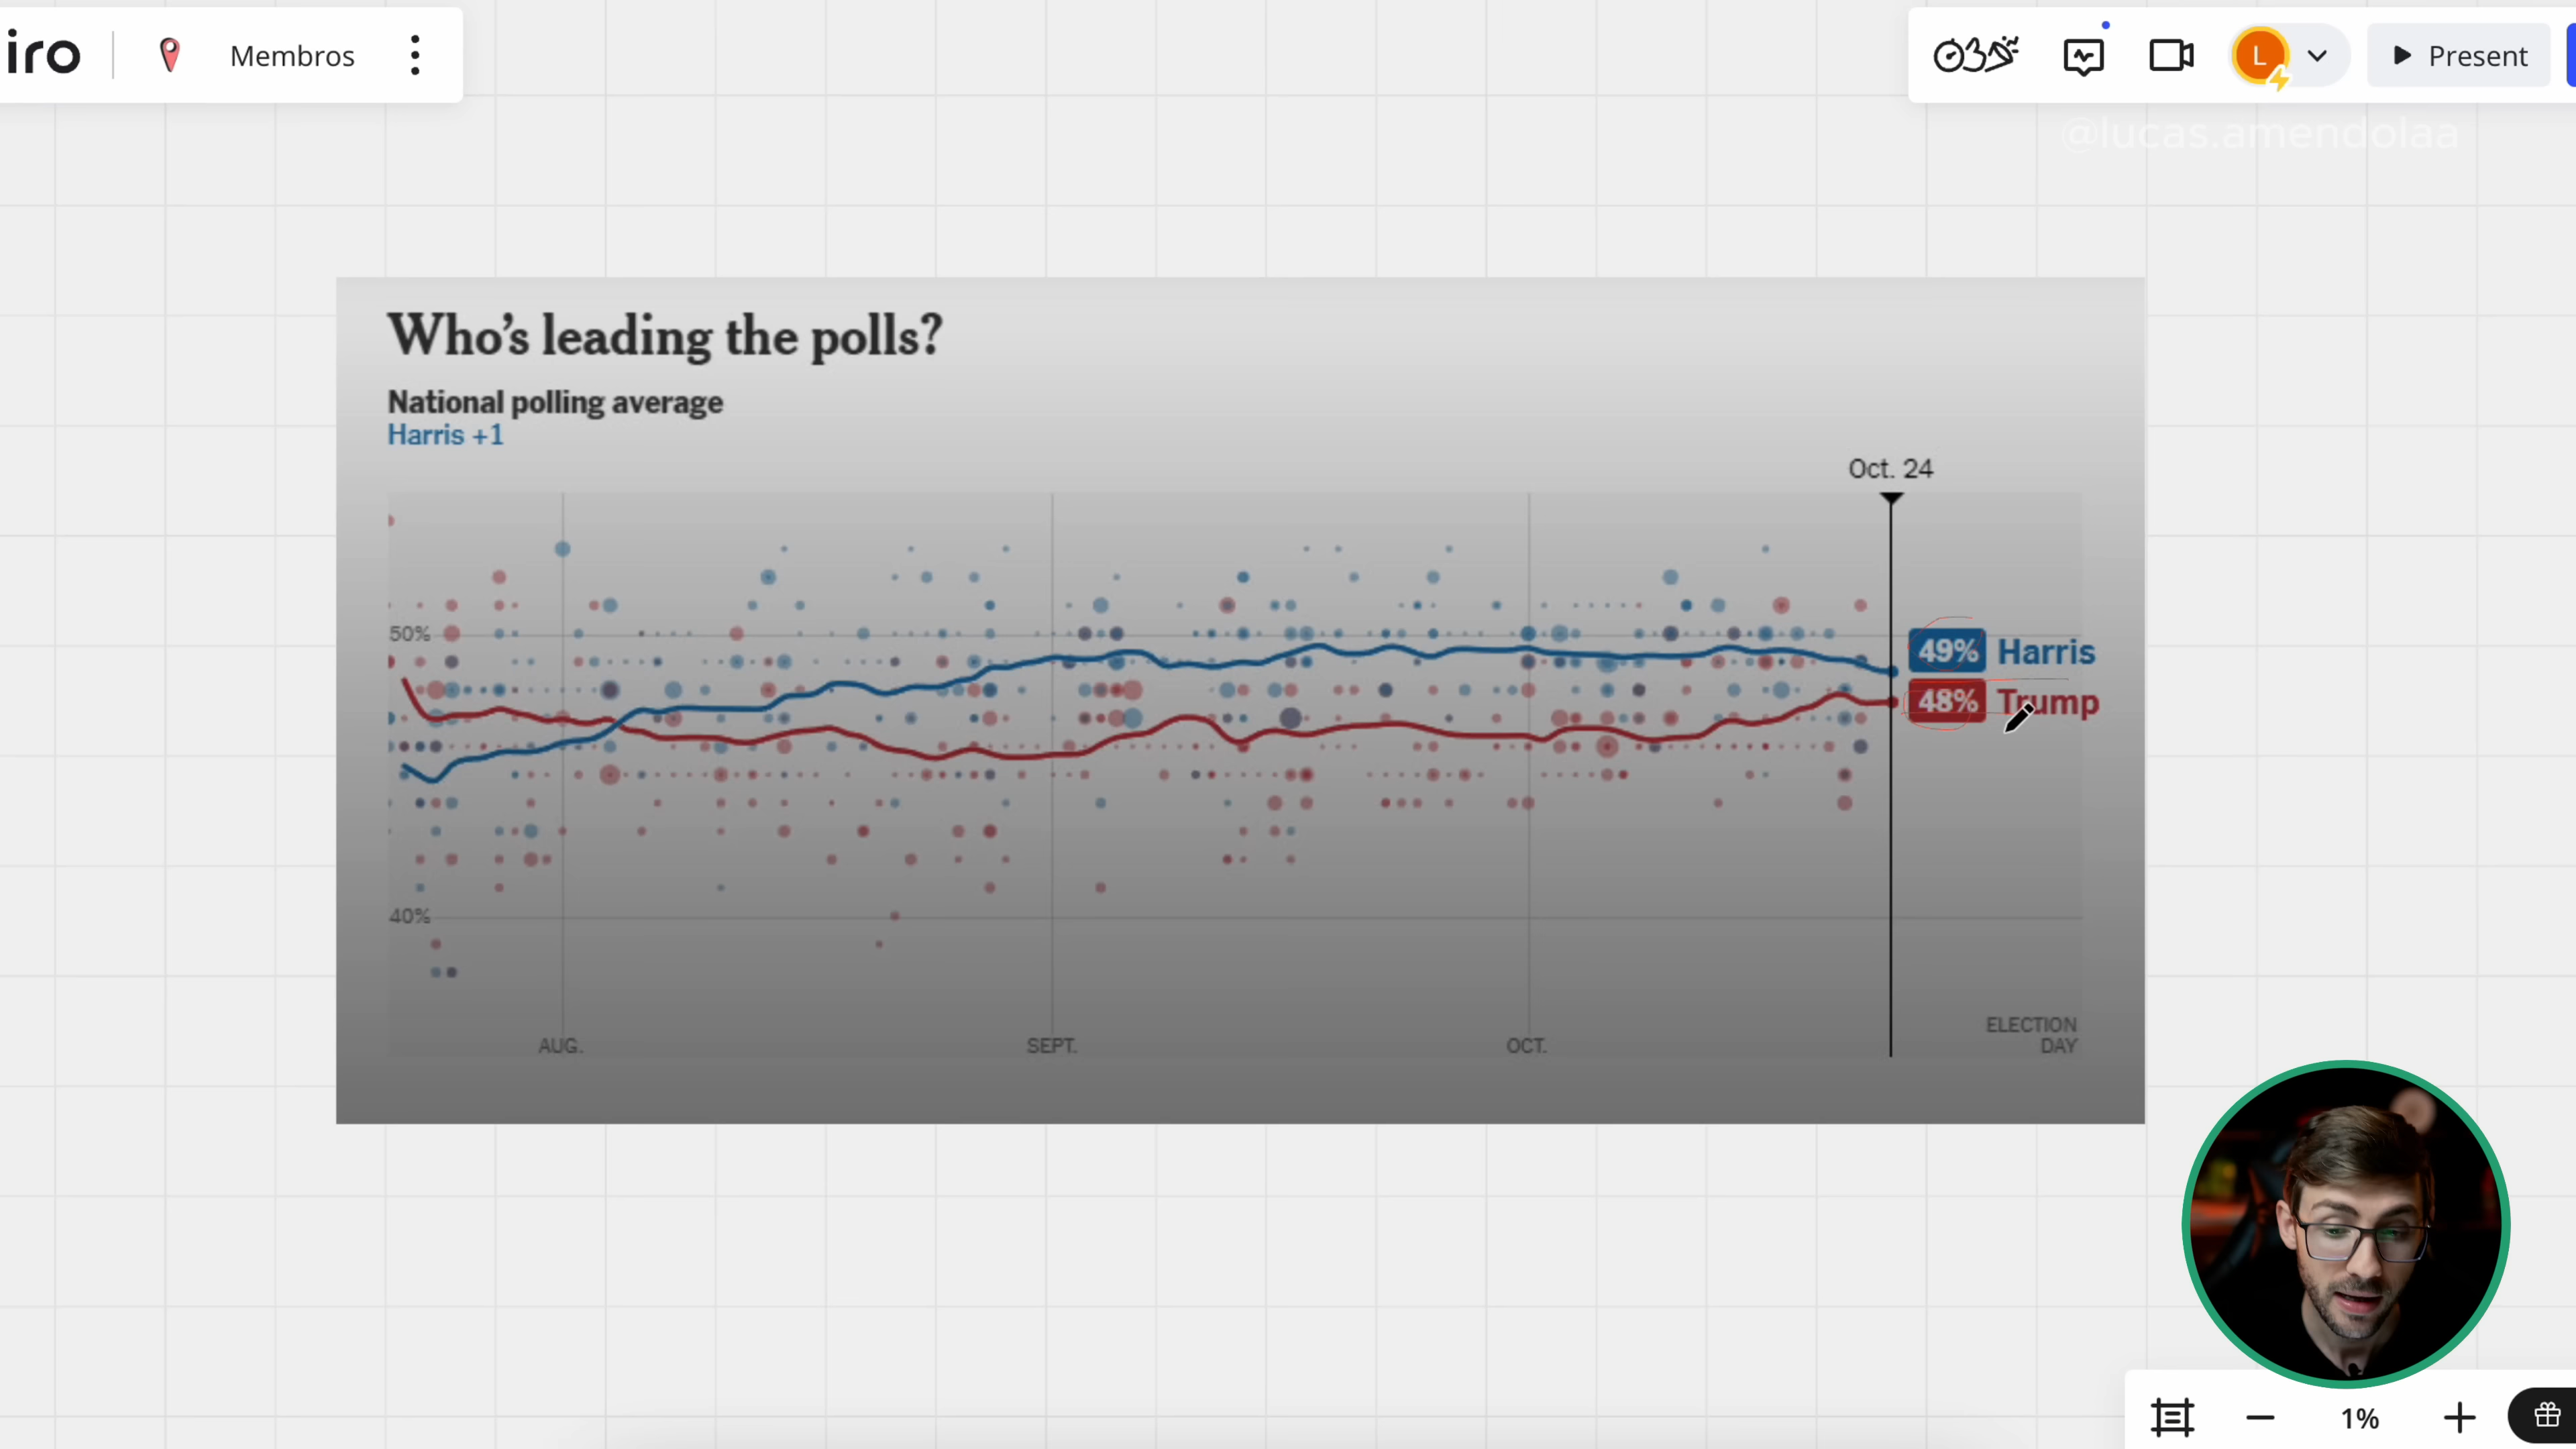 iro
Membros
L
Present
@lucas.amendolaa
Who's leading the polls?
National polling average
Harris +1
Oct. 24
50%
49% Harris
48% Trump
40%
ELECTION
DAY
AUG.
SEPT.
OCT.
1%